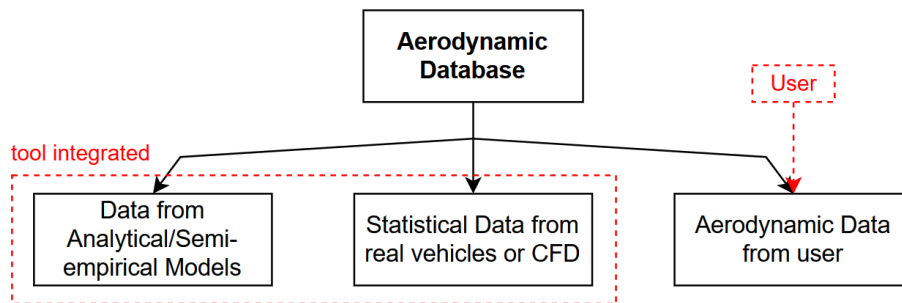 Aerodynamic
Database
User
tool integrated
Data from
Analytical/Semi-
empirical Models
Statistical Data from
real vehicles or CFD
Aerodynamic Data
from user